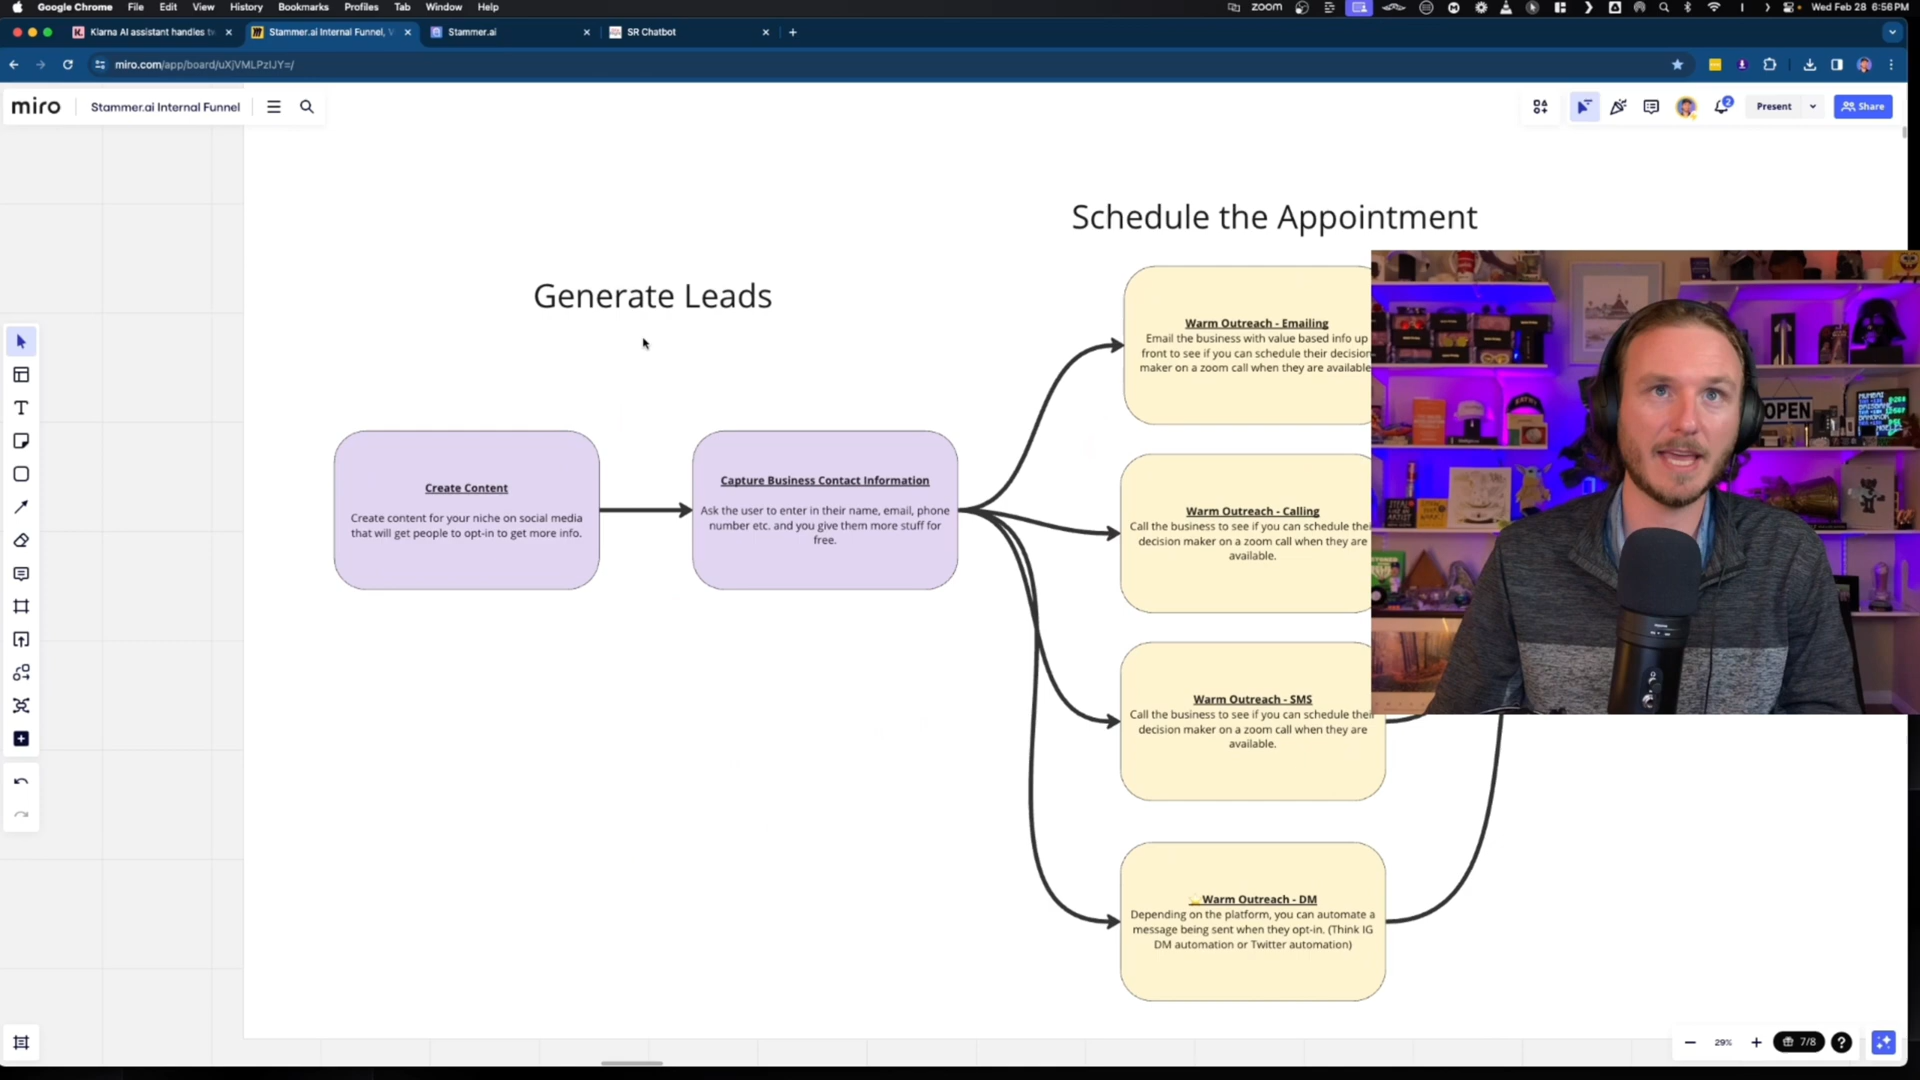 Google Chrome File Edit View History Bookmarks Profiles Tab Window Help
zoom
Wed Feb 28 6:56PM
Klarna AI assistant handles
Stammer.ai Internal Funnel,
Stammer.ai
SR Chatbot
miro.com/app/board/uXjVMLPzIJY=/
miro
Stammer.ai Internal Funnel
2
Present
Share
Generate Leads
Create Content
Create content for your niche on social media
that will get people to opt-in to get more info.
Capture Business Contact Information
Ask the user to enter in their name, email, phone
number etc. and you give them more stuff for
free.
Schedule the Appointment
Warm Outreach - Emailing
Email the business with value based info up
front to see if you can schedule their decision
maker on a zoom call when they are available
Warm Outreach - Calling
Call the business to see if you can schedule their
decision maker on a zoom call when they are
available.
Warm Outreach - SMS
Call the business to see if you can schedule their
decision maker on a zoom call when they are
available.
Warm Outreach - DM
Depending on the platform, you can automate a
message being sent when they opt-in. (Think IG
DM automation or Twitter automation)
OPEN
29%
7/8